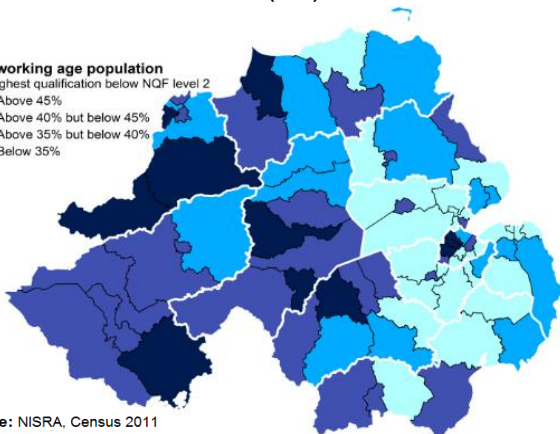 working age population
ghest qualification below NQF level 2
Above 45%
Above 40% but below 45%
Above 35% but below 40%
Below 35%
e: NISRA, Census 2011